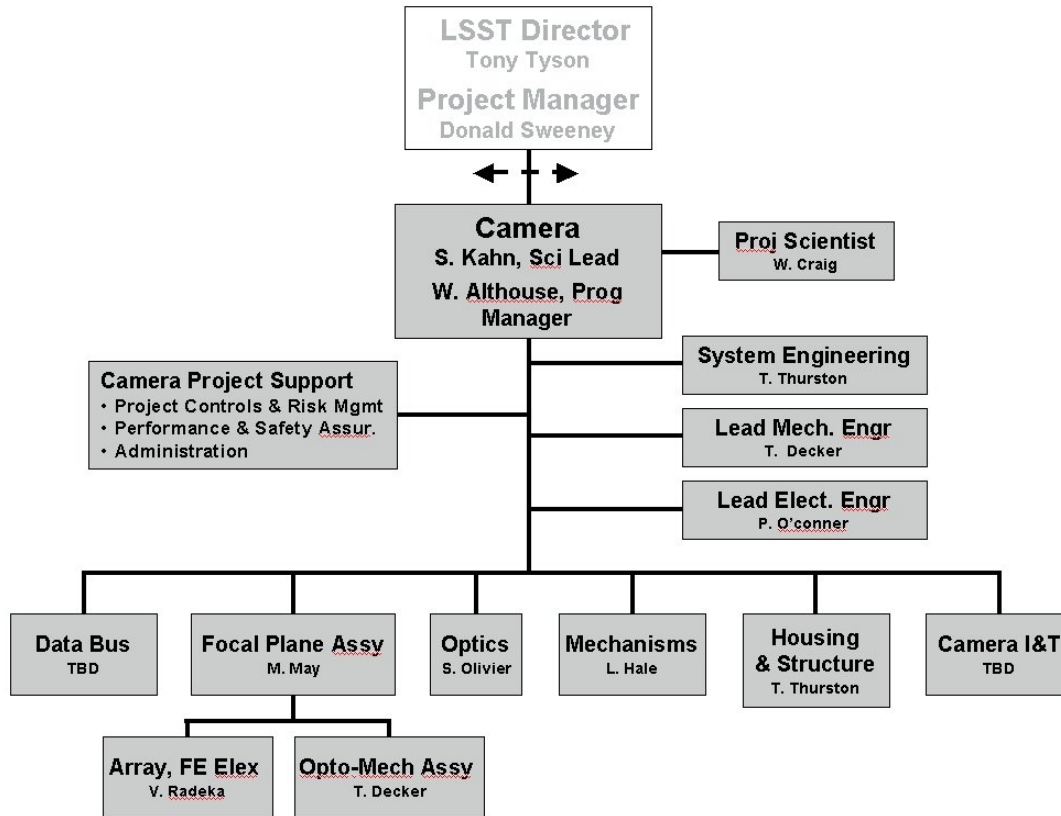 LSST Director
Tony Tyson
Project Manager
Donald Sweeney
Camera
S. Kahn, Sci Lead
W. Althouse, Prog
Manager
Proj Scientist
W. Craig
System Engineering
T. Thurston
Camera Project Support
• Project Controls & Risk Mgmt
• Performance & Safety Assur.
• Administration
Lead Mech. Engr
T. Decker
Lead Elect. Engr
P. O'conner
Data Bus
TBD
Focal Plane Assy
M. May
Optics
S. Olivier
Mechanisms
L. Hale
Housing
& Structure
T. Thurston
Camera I&T
TBD
Array, FE Elex
V. Radeka
Opto-Mech Assy
T. Decker